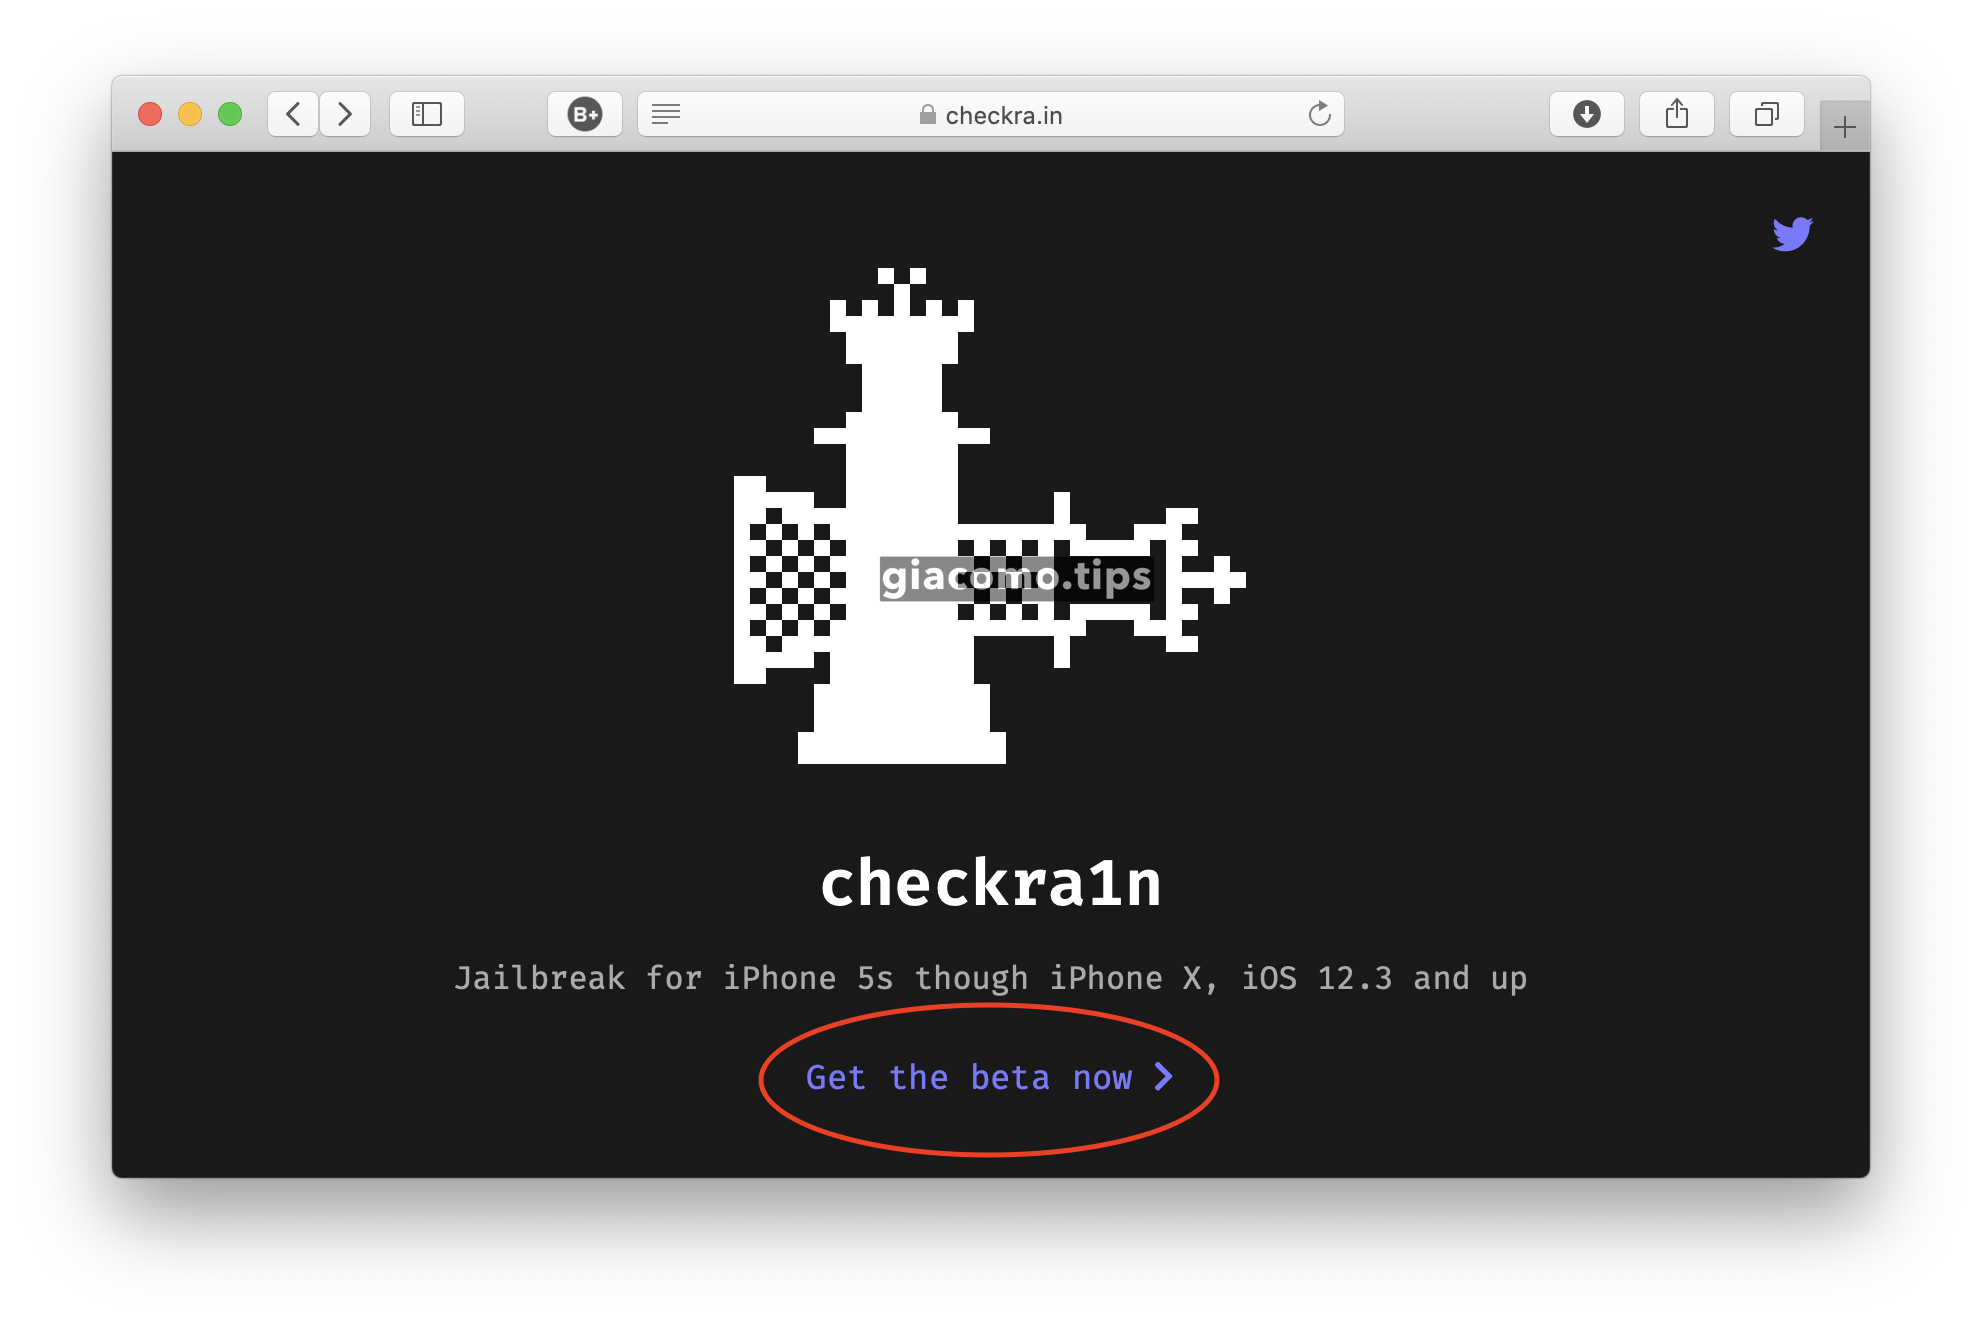 B+
checkra.in
giacomo.tips
checkra1n
Jailbreak for iPhone 5s though iPhone X, iOS 12.3 and up
Get the beta now